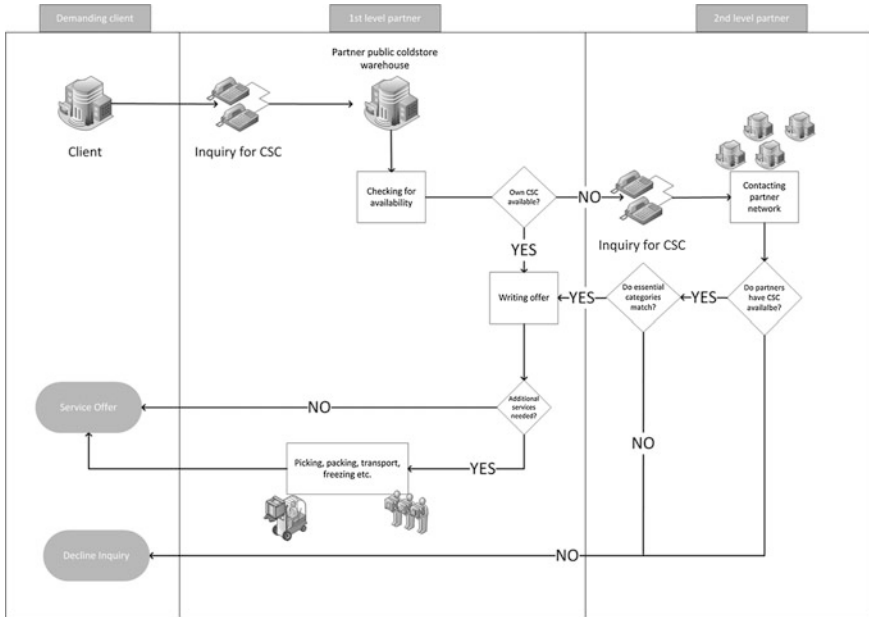 Demanding client
1st level partner
2nd level partner
Partner public coldstore
warehouse
Client
Inquiry for CSC
Checking for
availability
Own CSC
available?
NO
Inquiry for CSC
Contacting
partner
network
YES
Writing offer
YES
Do essential
categories
match?
YES
Do partners
have CSC
availalbe?
Service Offer
NO
Additional
services
needed?
NO
Picking, packing, transport,
freezing etc.
YES
Decline Inquiry
NO